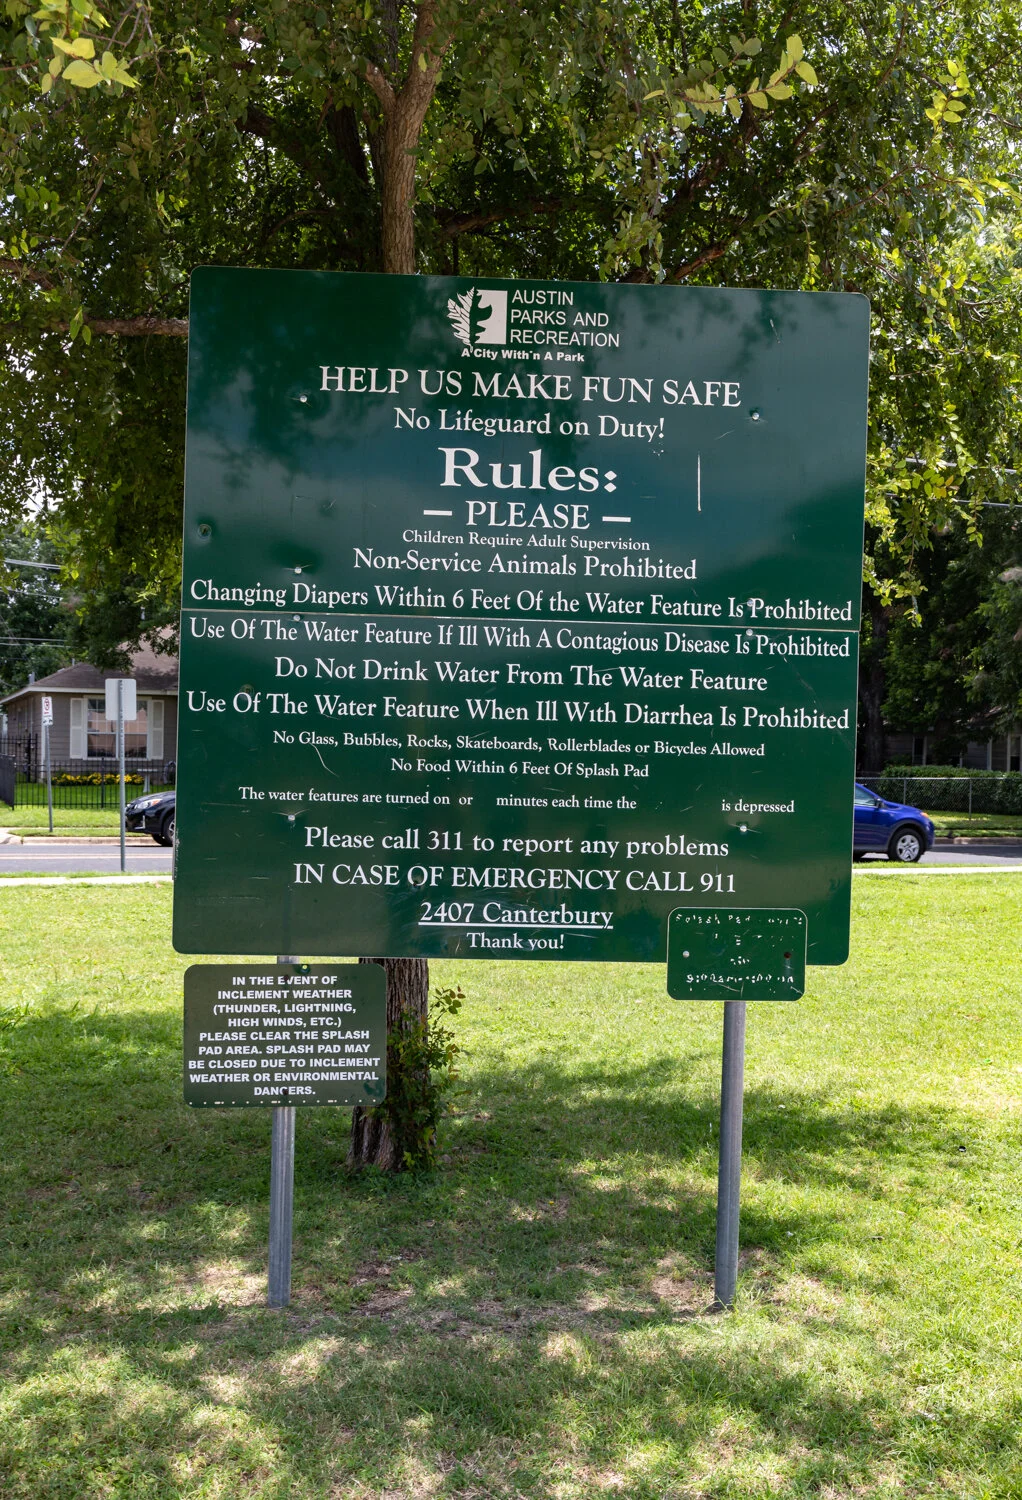 AUSTIN
PARKS AND
RECREATION
A City With'n A Park
HELP US MAKE FUN SAFE
No Lifeguard on Duty!
Rules:
— PLEASE —
Children Require Adult Supervision
Non-Service Animals Prohibited
Changing Diapers Within 6 Feet Of the Water Feature Is Prohibited
Use Of The Water Feature If Ill With A Contagious Disease Is Prohibited
Do Not Drink Water From The Water Feature
Use Of The Water Feature When Ill With Diarrhea Is Prohibited
No Glass, Bubbles, Rocks, Skateboards, Rollerblades or Bicycles Allowed
No Food Within 6 Feet Of Splash Pad
The water features are turned on or minutes each time the is depressed
Please call 311 to report any problems
IN CASE OF EMERGENCY CALL 911
2407 Canterbury
Thank you!
IN THE EVENT OF
INCLEMENT WEATHER
(THUNDER, LIGHTNING,
HIGH WINDS, ETC.)
PLEASE CLEAR THE SPLASH
PAD AREA. SPLASH PAD MAY
BE CLOSED DUE TO INCLEMENT
WEATHER OR ENVIRONMENTAL
DANGERS.